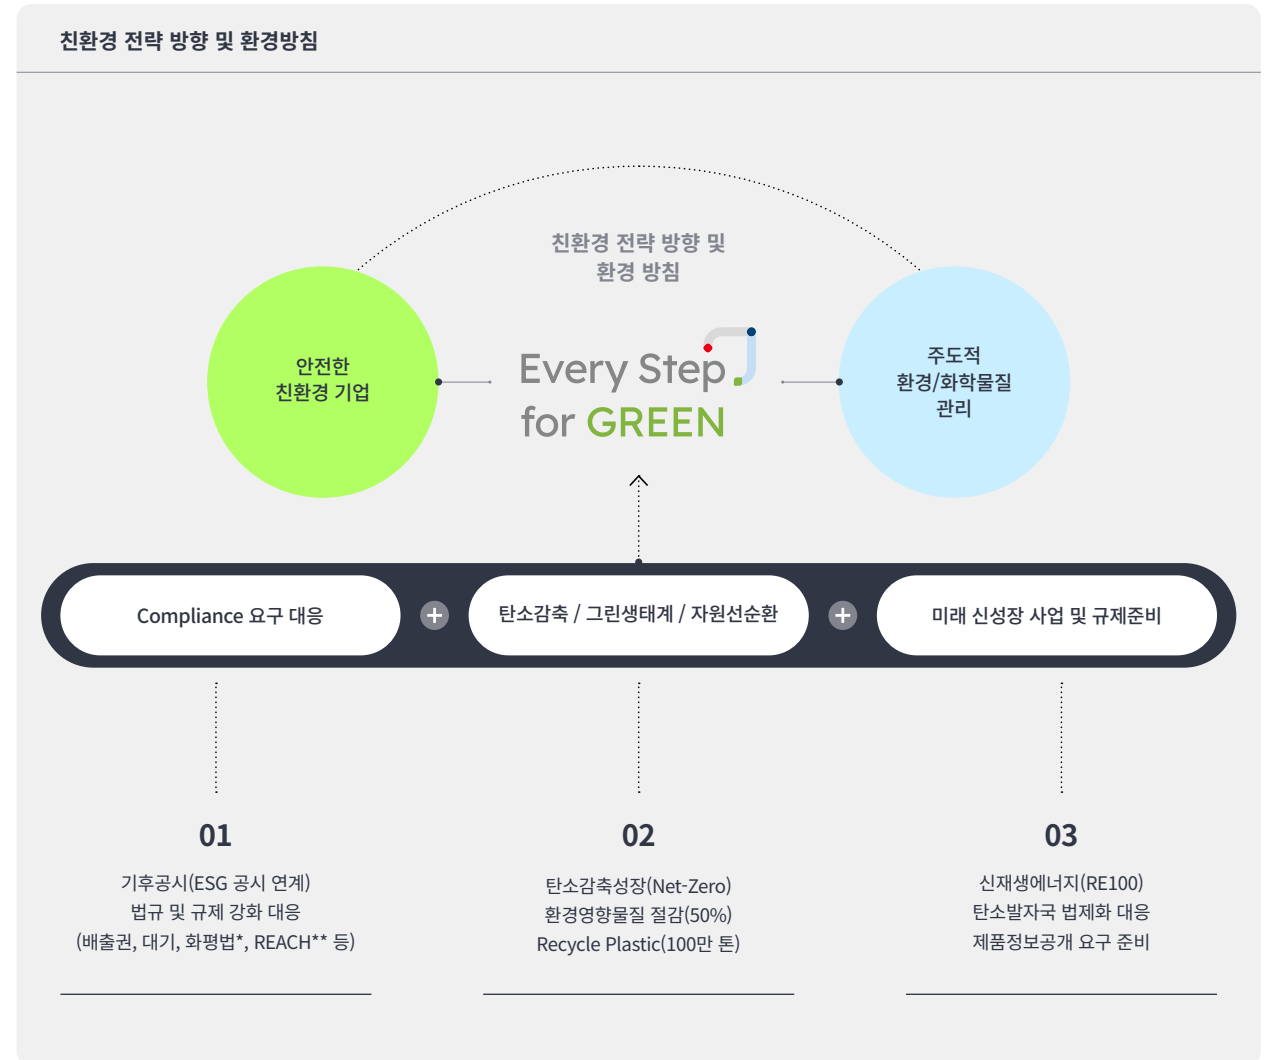 친환경 전략 방향 및 환경방침
친환경 전략 방향 및
환경 방침
안전한
친환경 기업
Every Step
for GREEN
주도적
환경/화학물질
관리
Compliance 요구 대응
+
탄소감축 / 그린생태계 / 자원선순환
+
미래 신성장 사업 및 규제준비
01
기후공시(ESG 공시 연계)
법규 및 규제 강화 대응
(배출권, 대기, 화평법*, REACH** 등)
02
탄소감축성장(Net-Zero)
환경영향물질 절감(50%)
Recycle Plastic(100만 톤)
03
신재생에너지(RE100)
탄소발자국 법제화 대응
제품정보공개 요구 준비